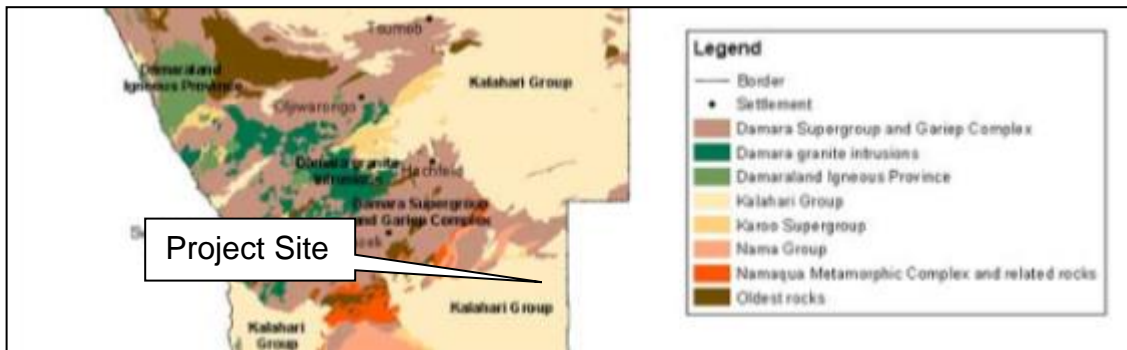 Tsumeb
Damaraland
Igneous Province
Kalahari Group
Otjiwarongo
Damara granite
intrusions
Hochfeld
Damara Supergroup
and Gariep Complex
Project Site
Kalahari Group
Kalahari
Group
Legend
Border
Settlement
Damara Supergroup and Gariep Complex
Damara granite intrusions
Damaraland Igneous Province
Kalahari Group
Karoo Supergroup
Nama Group
Namaqua Metamorphic Complex and related rocks
Oldest rocks